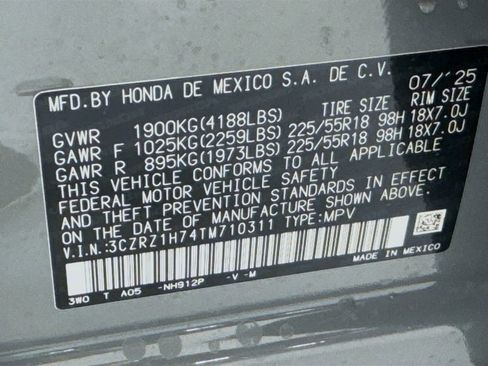 MFD.BY HONDA DE MEXICO S.A. DE C.V. 07/'25
TIRE SIZE RIM SIZE
GVWR 1900KG(4188LBS)
GAWR F 1025KG(2259LBS) 225/55R18 98H 18X7.0J
GAWR R 895KG(1973LBS) 225/55R18 98H 18X7.0J
THIS VEHICLE CONFORMS TO ALL APPLICABLE
FEDERAL MOTOR VEHICLE SAFETY
AND THEFT PREVENTION STANDARDS IN EFFECT
ON THE DATE OF MANUFACTURE SHOWN ABOVE.
V.I.N.:3CZRZ1H74TM710311 TYPE:MPV
MADE IN MEXICO
3W0 T A05 -NH912P -V -M